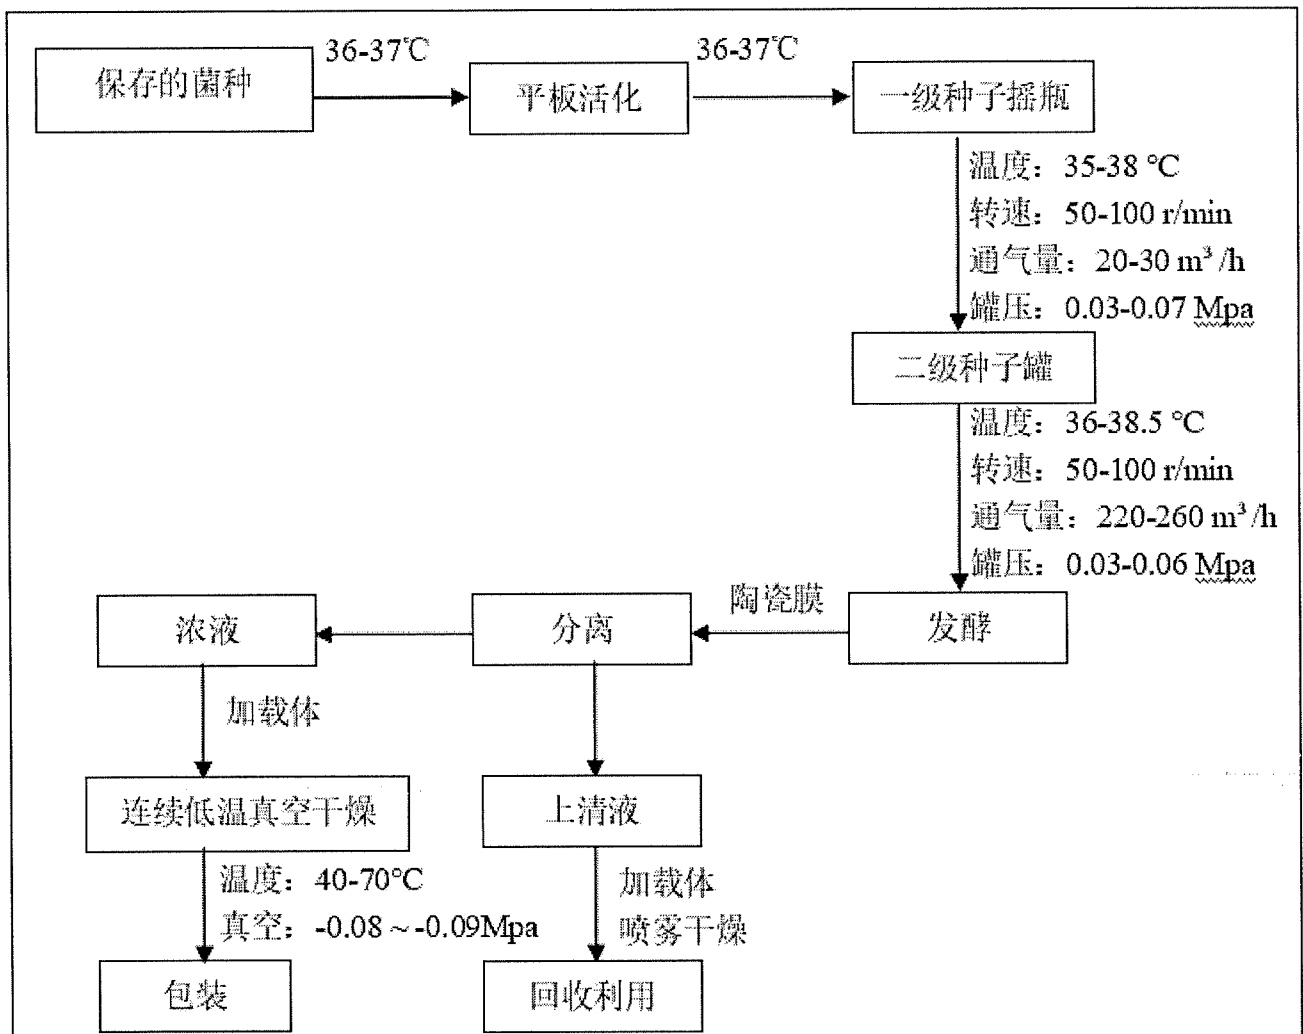 保存的菌种
36-37℃
平板活化
36-37℃
一级种子摇瓶
温度：35-38 ℃
转速：50-100 r/min
通气量：20-30 m³/h
罐压：0.03-0.07 Mpa
二级种子罐
温度：36-38.5 ℃
转速：50-100 r/min
通气量：220-260 m³/h
罐压：0.03-0.06 Mpa
发酵
陶瓷膜
分离
浓液
加载体
连续低温真空干燥
温度：40-70℃
真空：-0.08 ~ -0.09Mpa
包装
上清液
加载体
喷雾干燥
回收利用